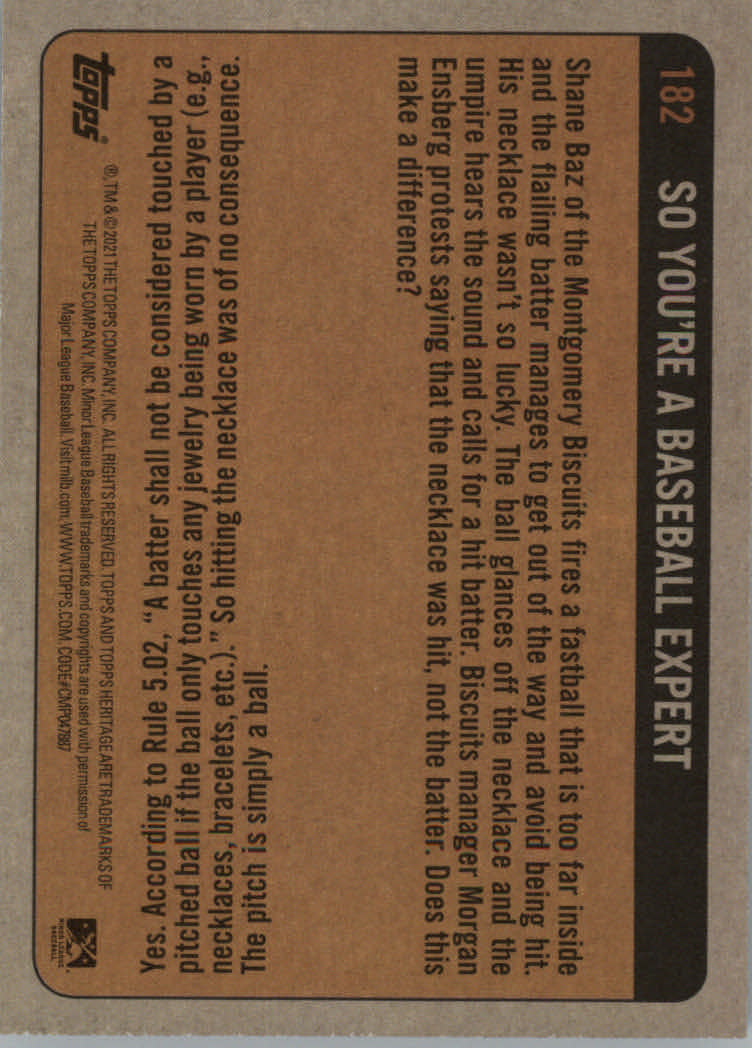 182 SO YOU'RE A BASEBALL EXPERT
Shane Baz of the Montgomery Biscuits fires a fastball that is too far inside
and the flailing batter manages to get out of the way and avoid being hit.
His necklace wasn't so lucky. The ball glances off the necklace and the
umpire hears the sound and calls for a hit batter. Biscuits manager Morgan
Ensberg protests saying that the necklace was hit, not the batter. Does this
make a difference?
Yes. According to Rule 5.02, "A batter shall not be considered touched by a
pitched ball if the ball only touches any jewelry being worn by a player (e.g.,
necklaces, bracelets, etc.)." So hitting the necklace was of no consequence.
The pitch is simply a ball.
topps®
®, TM & © 2021 THE TOPPS COMPANY, INC. ALL RIGHTS RESERVED. TOPPS AND TOPPS HERITAGE ARE TRADEMARKS OF
THE TOPPS COMPANY, INC. Minor League Baseball trademarks and copyrights are used with permission of
Major League Baseball. Visit milb.com. WWW.TOPPS.COM. CODE#CMP047887
MINOR LEAGUE
BASEBALL